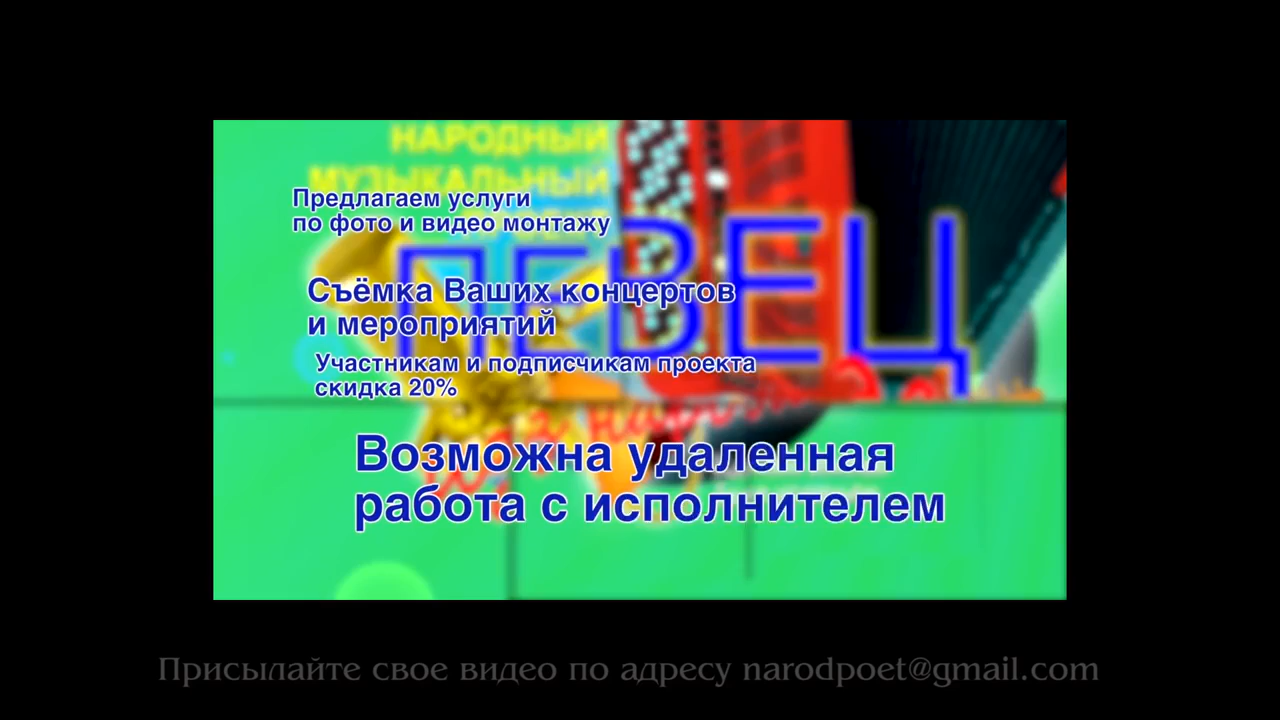 НАРОДНЫЙ
МУЗЫКАЛЬНЫЙ
Предлагаем услуги
по фото и видео монтажу
ПЕВЕЦ
Съёмка Ваших концертов
и мероприятий
Участникам и подписчикам проекта
скидка 20%
Возможна удаленная
работа с исполнителем
Присылайте свое видео по адресу narodpoet@gmail.com